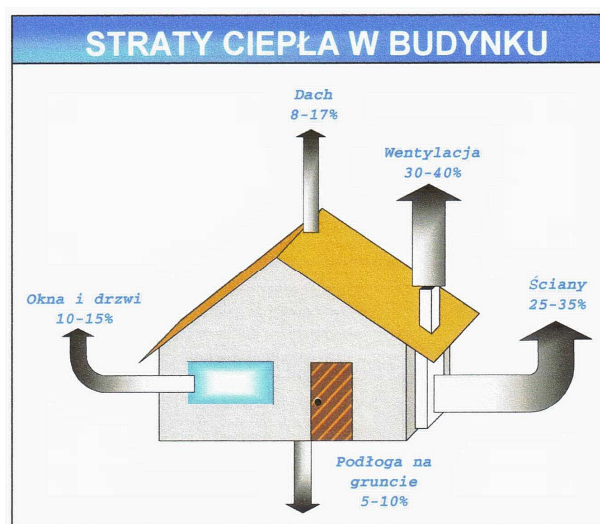 STRATY CIEPŁA W BUDYNKU
Dach
8-17%
Wentylacja
30-40%
Okna i drzwi
10-15%
Ściany
25-35%
Podłoga na
gruncie
5-10%